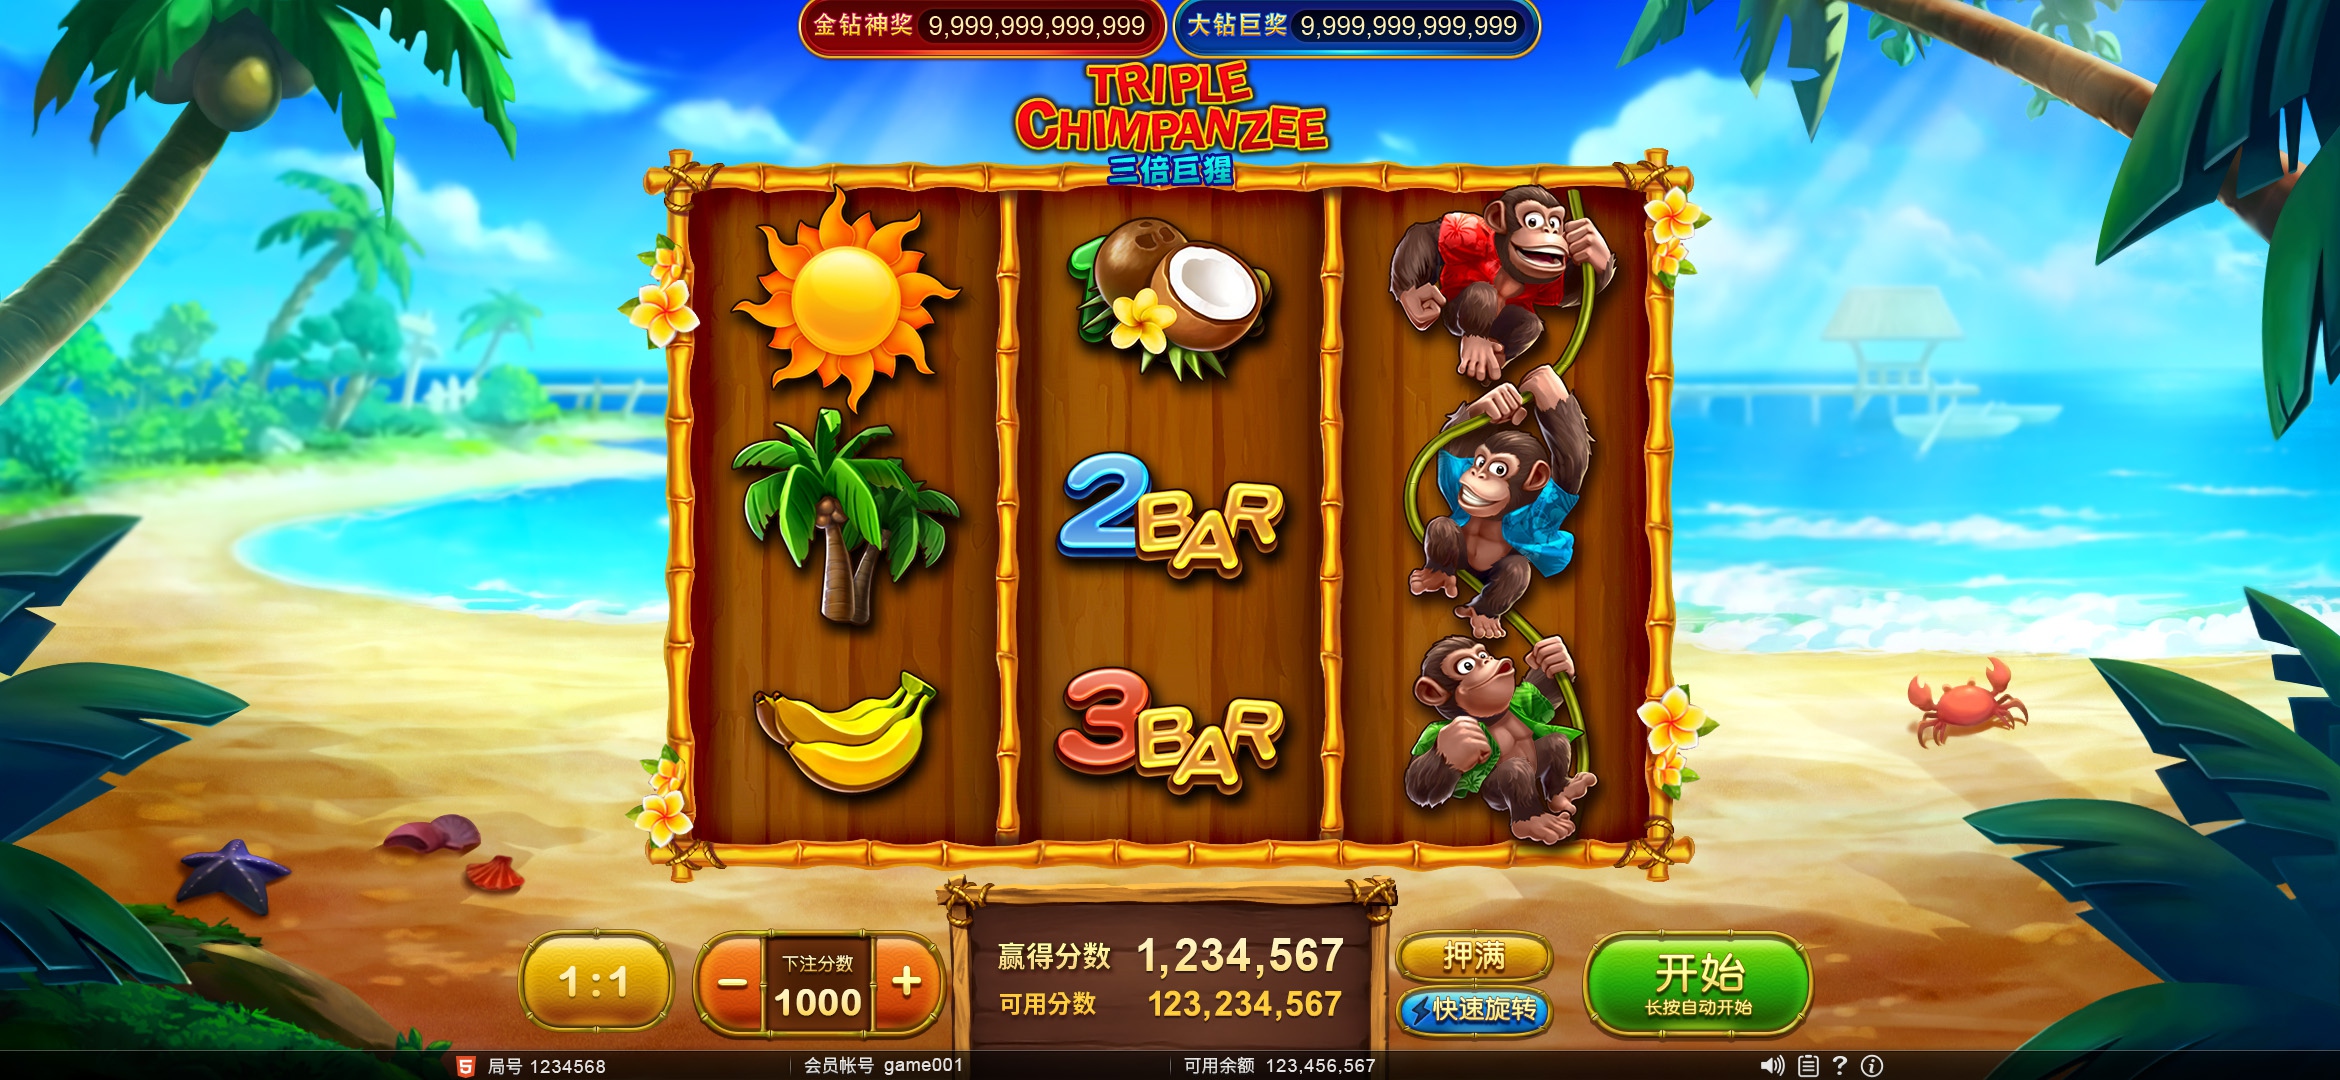 金钻神奖 9,999,999,999,999
大钻巨奖 9,999,999,999,999
TRIPLE
CHIMPANZEE
三倍巨猩
2BAR
3BAR
1:1
− 下注分数 +
1000
赢得分数 1,234,567
可用分数 123,234,567
押满
快速旋转
开始
长按自动开始
5 局号 1234568
会员帐号 game001
可用余额 123,456,567
?
i